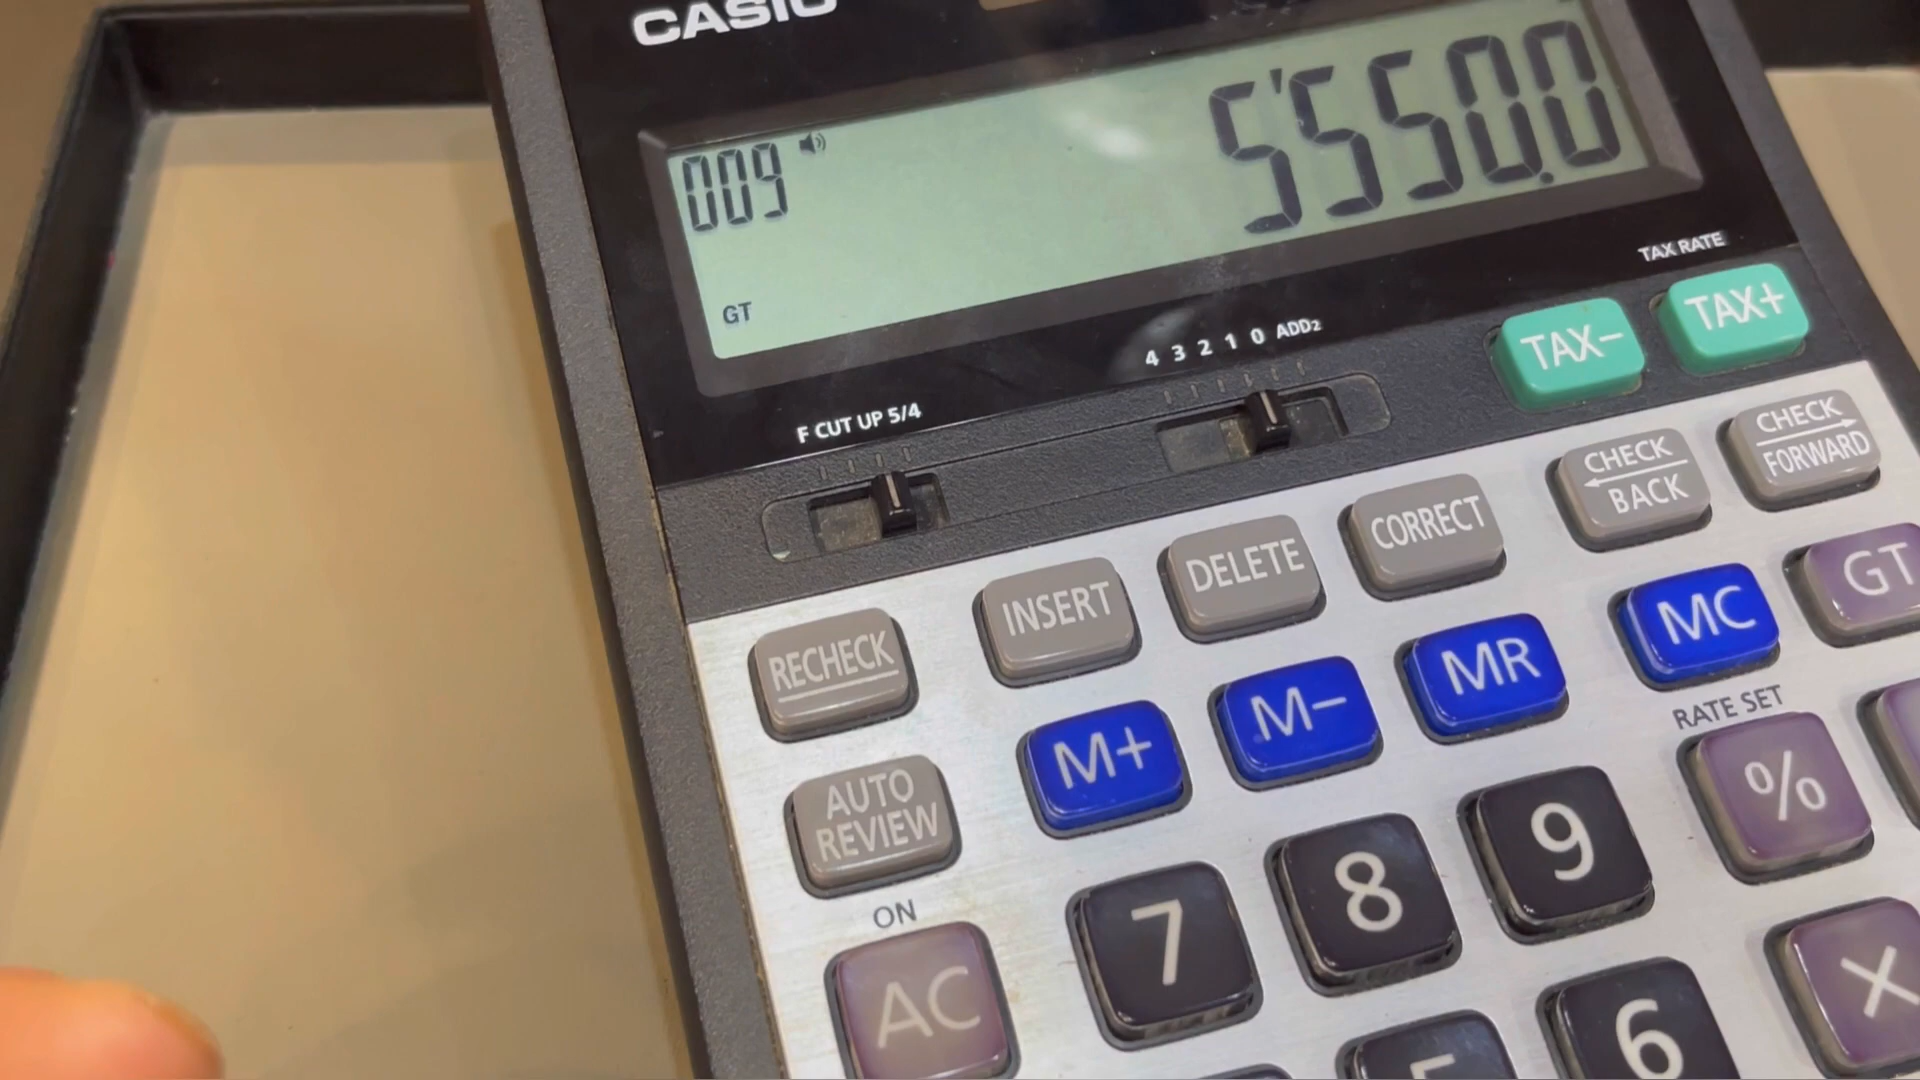 CASIO
009
5'550.0
GT
TAX RATE
4 3 2 1 0 ADD2
TAX− TAX+
F CUT UP 5/4
CHECK BACK
CHECK FORWARD
RECHECK INSERT DELETE CORRECT
M+ M− MR MC GT
RATE SET
AUTO REVIEW
7 8 9 %
ON
AC
5 6 ×